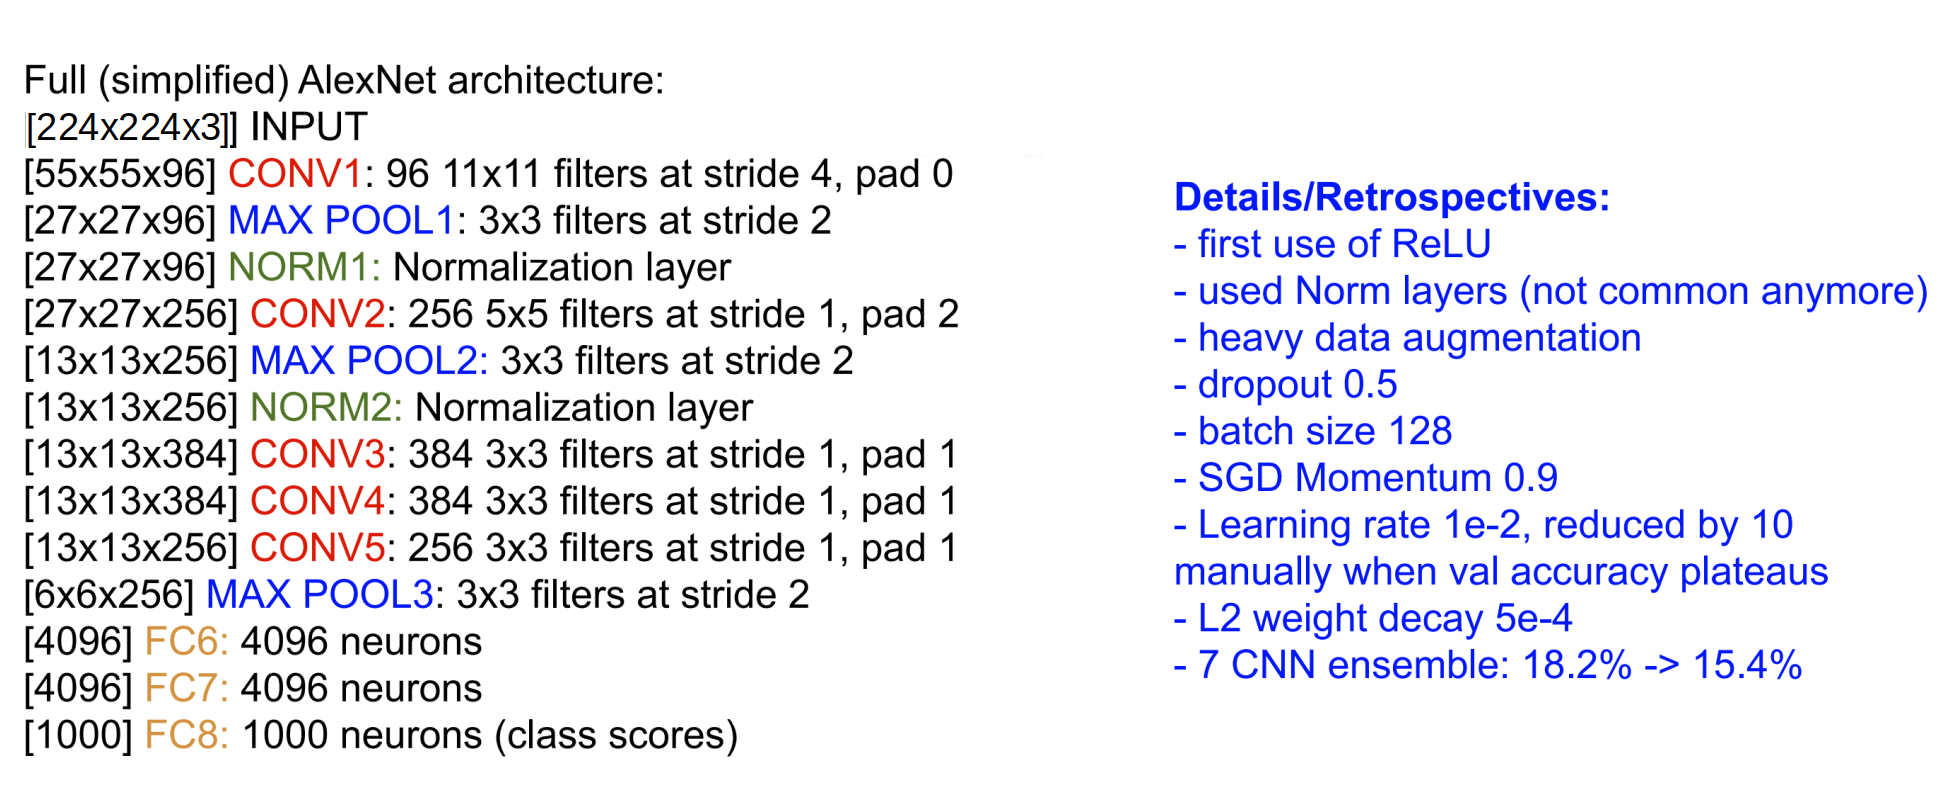 Full (simplified) AlexNet architecture:
[224x224x3]] INPUT
[55x55x96] CONV1: 96 11x11 filters at stride 4, pad 0
[27x27x96] MAX POOL1: 3x3 filters at stride 2
[27x27x96] NORM1: Normalization layer
[27x27x256] CONV2: 256 5x5 filters at stride 1, pad 2
[13x13x256] MAX POOL2: 3x3 filters at stride 2
[13x13x256] NORM2: Normalization layer
[13x13x384] CONV3: 384 3x3 filters at stride 1, pad 1
[13x13x384] CONV4: 384 3x3 filters at stride 1, pad 1
[13x13x256] CONV5: 256 3x3 filters at stride 1, pad 1
[6x6x256] MAX POOL3: 3x3 filters at stride 2
[4096] FC6: 4096 neurons
[4096] FC7: 4096 neurons
[1000] FC8: 1000 neurons (class scores)
Details/Retrospectives:
- first use of ReLU
- used Norm layers (not common anymore)
- heavy data augmentation
- dropout 0.5
- batch size 128
- SGD Momentum 0.9
- Learning rate 1e-2, reduced by 10
manually when val accuracy plateaus
- L2 weight decay 5e-4
- 7 CNN ensemble: 18.2% -> 15.4%